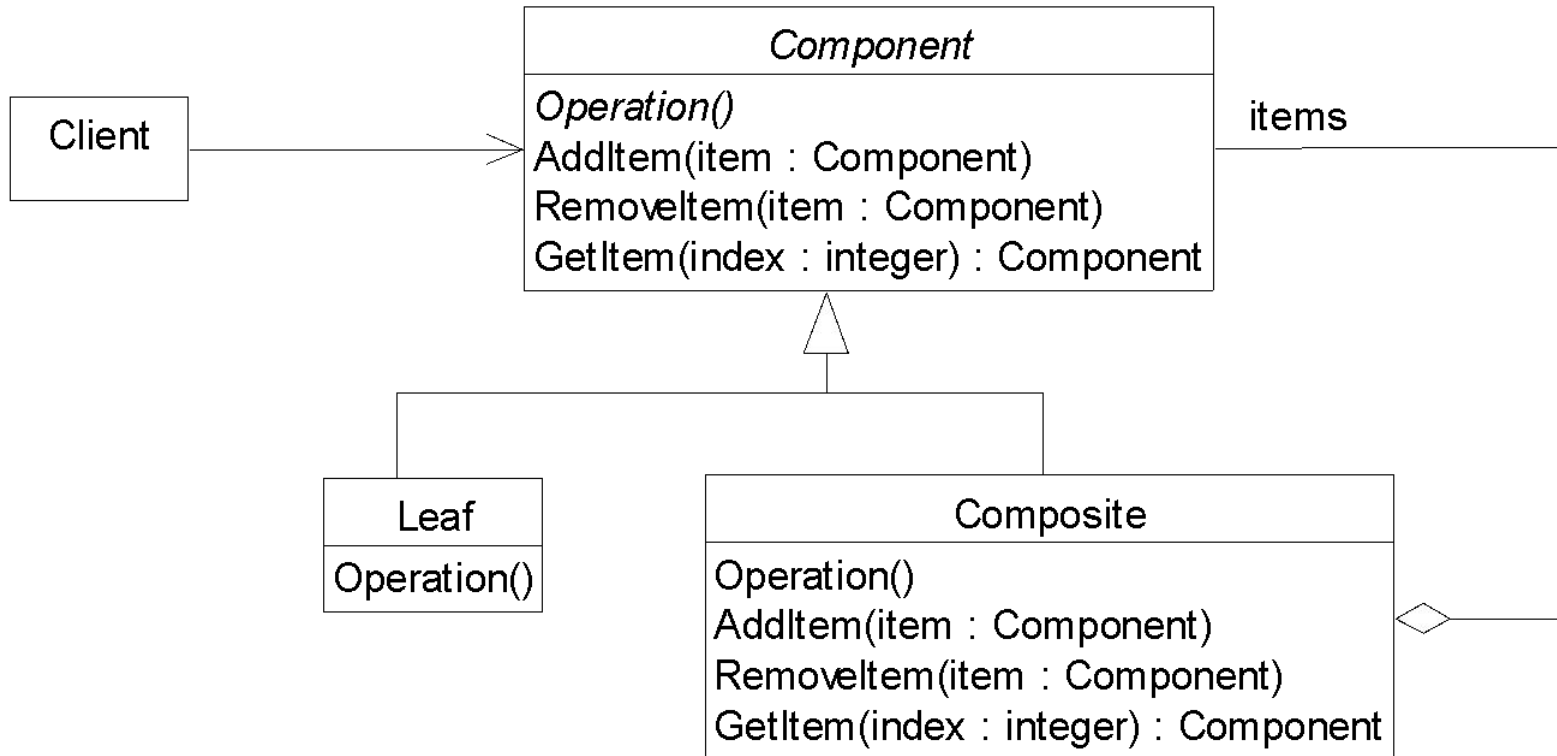 Component
Operation()
AddItem(item : Component)
RemoveItem(item : Component)
GetItem(index : integer) : Component
Client
items
Leaf
Operation()
Composite
Operation()
AddItem(item : Component)
RemoveItem(item : Component)
GetItem(index : integer) : Component